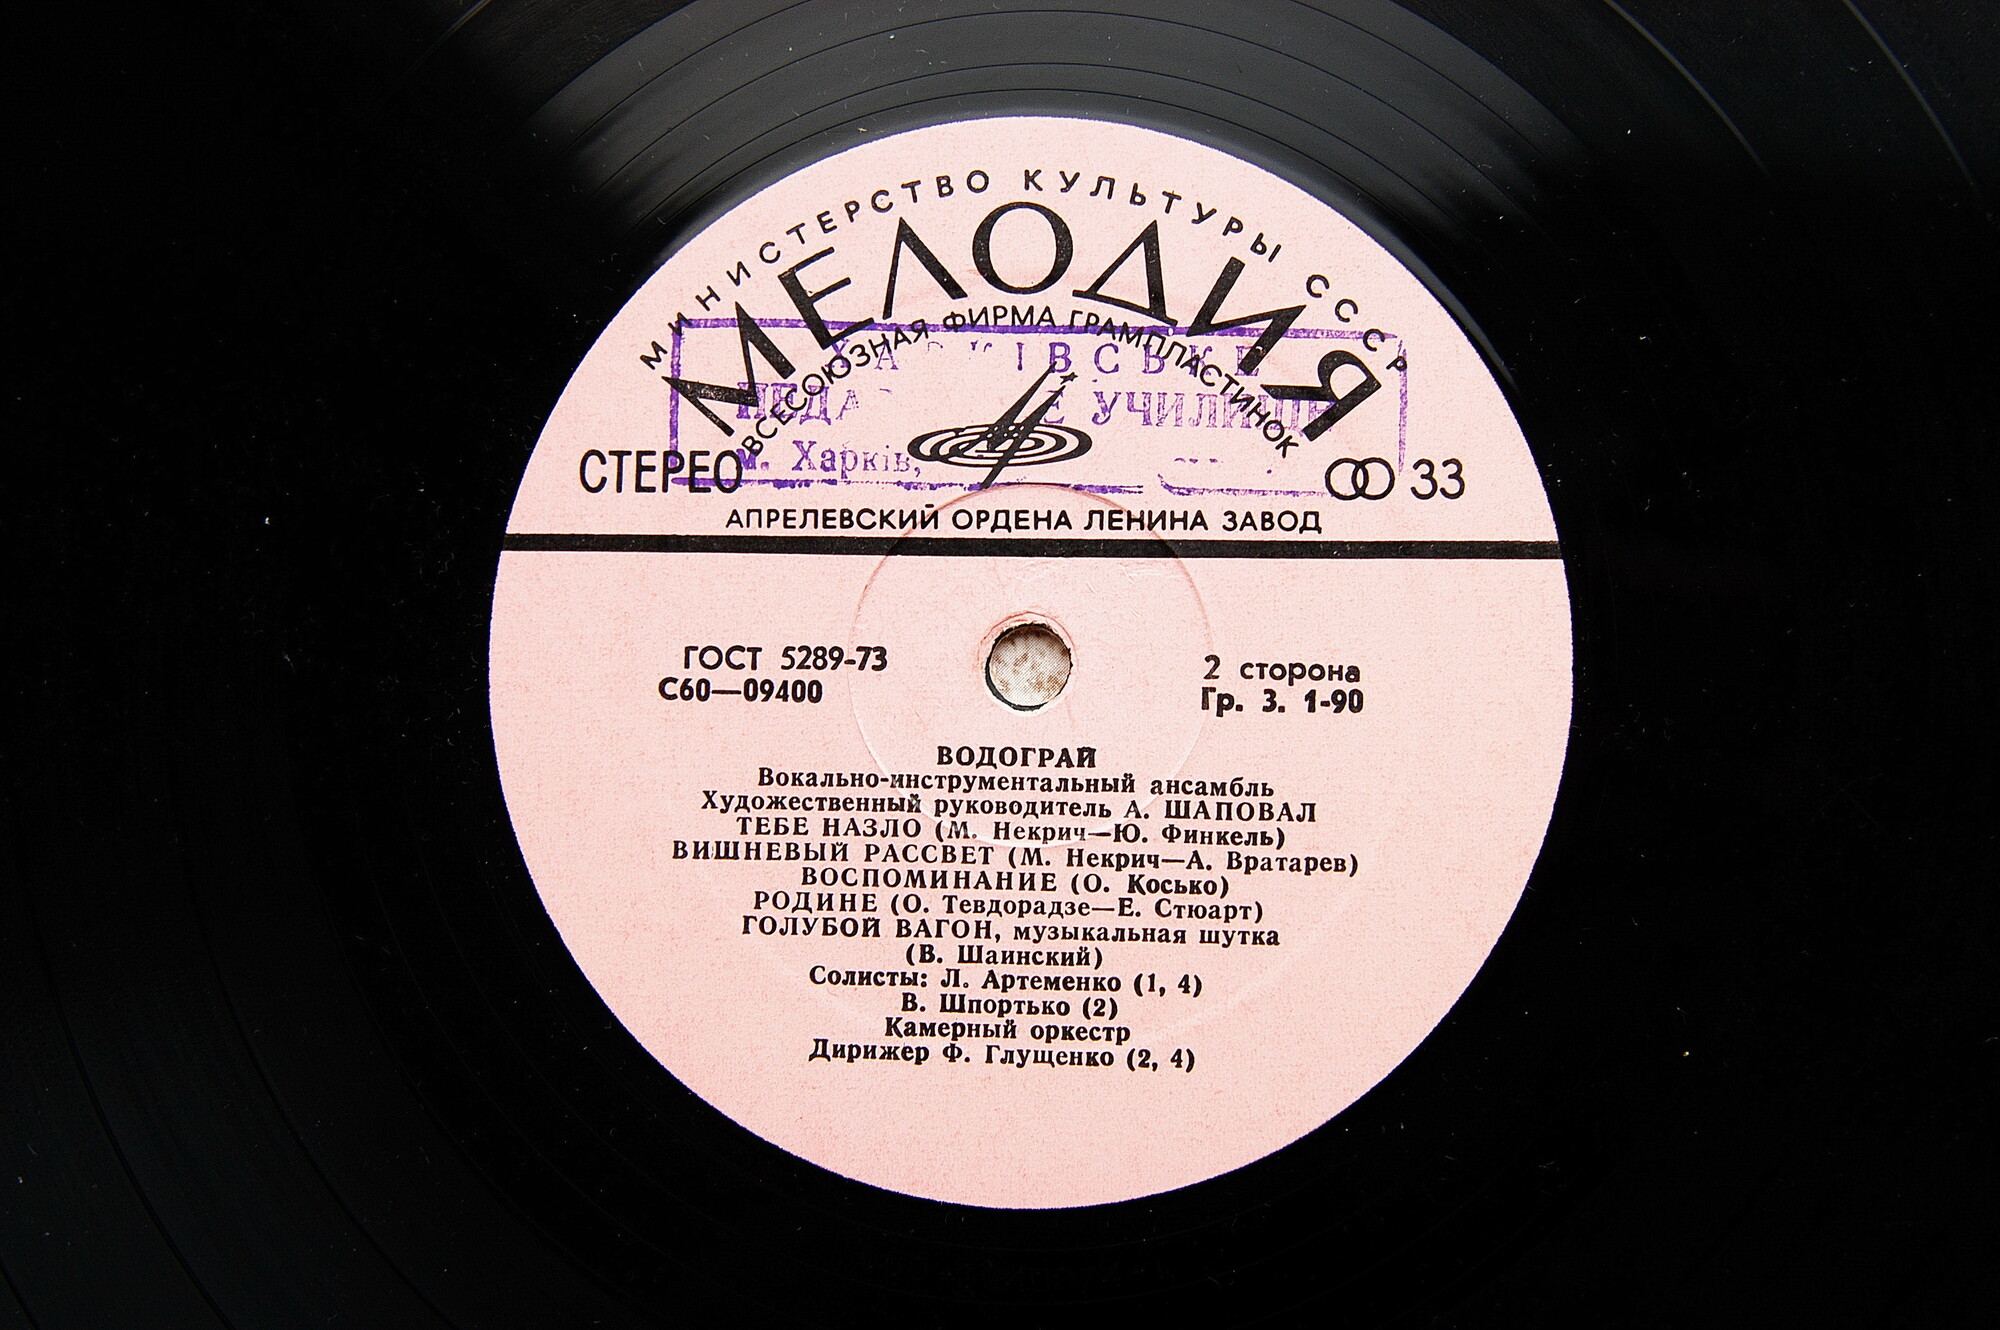 МИНИСТЕРСТВО КУЛЬТУРЫ СССР
МЕЛОДИЯ
ВСЕСОЮЗНАЯ ФИРМА ГРАМПЛАСТИНОК
УЧИЛИЩЕ
м. Харків,
СТЕРЕО 33
АПРЕЛЕВСКИЙ ОРДЕНА ЛЕНИНА ЗАВОД
ГОСТ 5289-73
С60—09400
2 сторона
Гр. 3. 1-90
ВОДОГРАЙ
Вокально-инструментальный ансамбль
Художественный руководитель А. ШАПОВАЛ
ТЕБЕ НАЗЛО (М. Некрич—Ю. Финкель)
ВИШНЕВЫЙ РАССВЕТ (М. Некрич—А. Вратарев)
ВОСПОМИНАНИЕ (О. Косько)
РОДИНЕ (О. Тевдорадзе—Е. Стюарт)
ГОЛУБОЙ ВАГОН, музыкальная шутка
(В. Шаинский)
Солисты: Л. Артеменко (1, 4)
В. Шпортько (2)
Камерный оркестр
Дирижер Ф. Глущенко (2, 4)